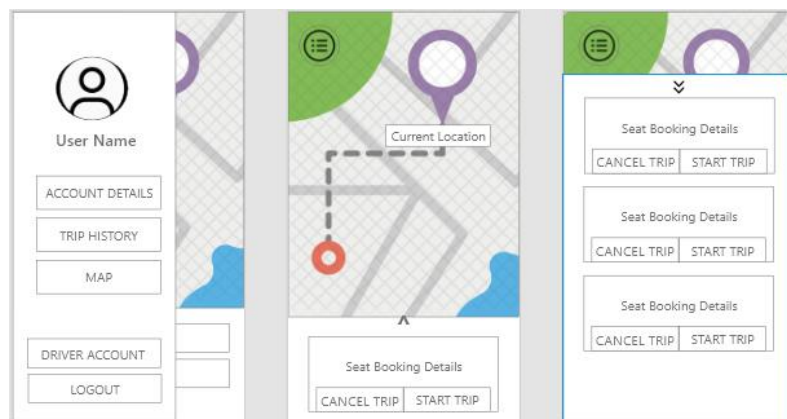 User Name
ACCOUNT DETAILS
TRIP HISTORY
MAP
DRIVER ACCOUNT
LOGOUT
Current Location
Seat Booking Details
CANCEL TRIP START TRIP
Seat Booking Details
CANCEL TRIP START TRIP
Seat Booking Details
CANCEL TRIP START TRIP
Seat Booking Details
CANCEL TRIP START TRIP